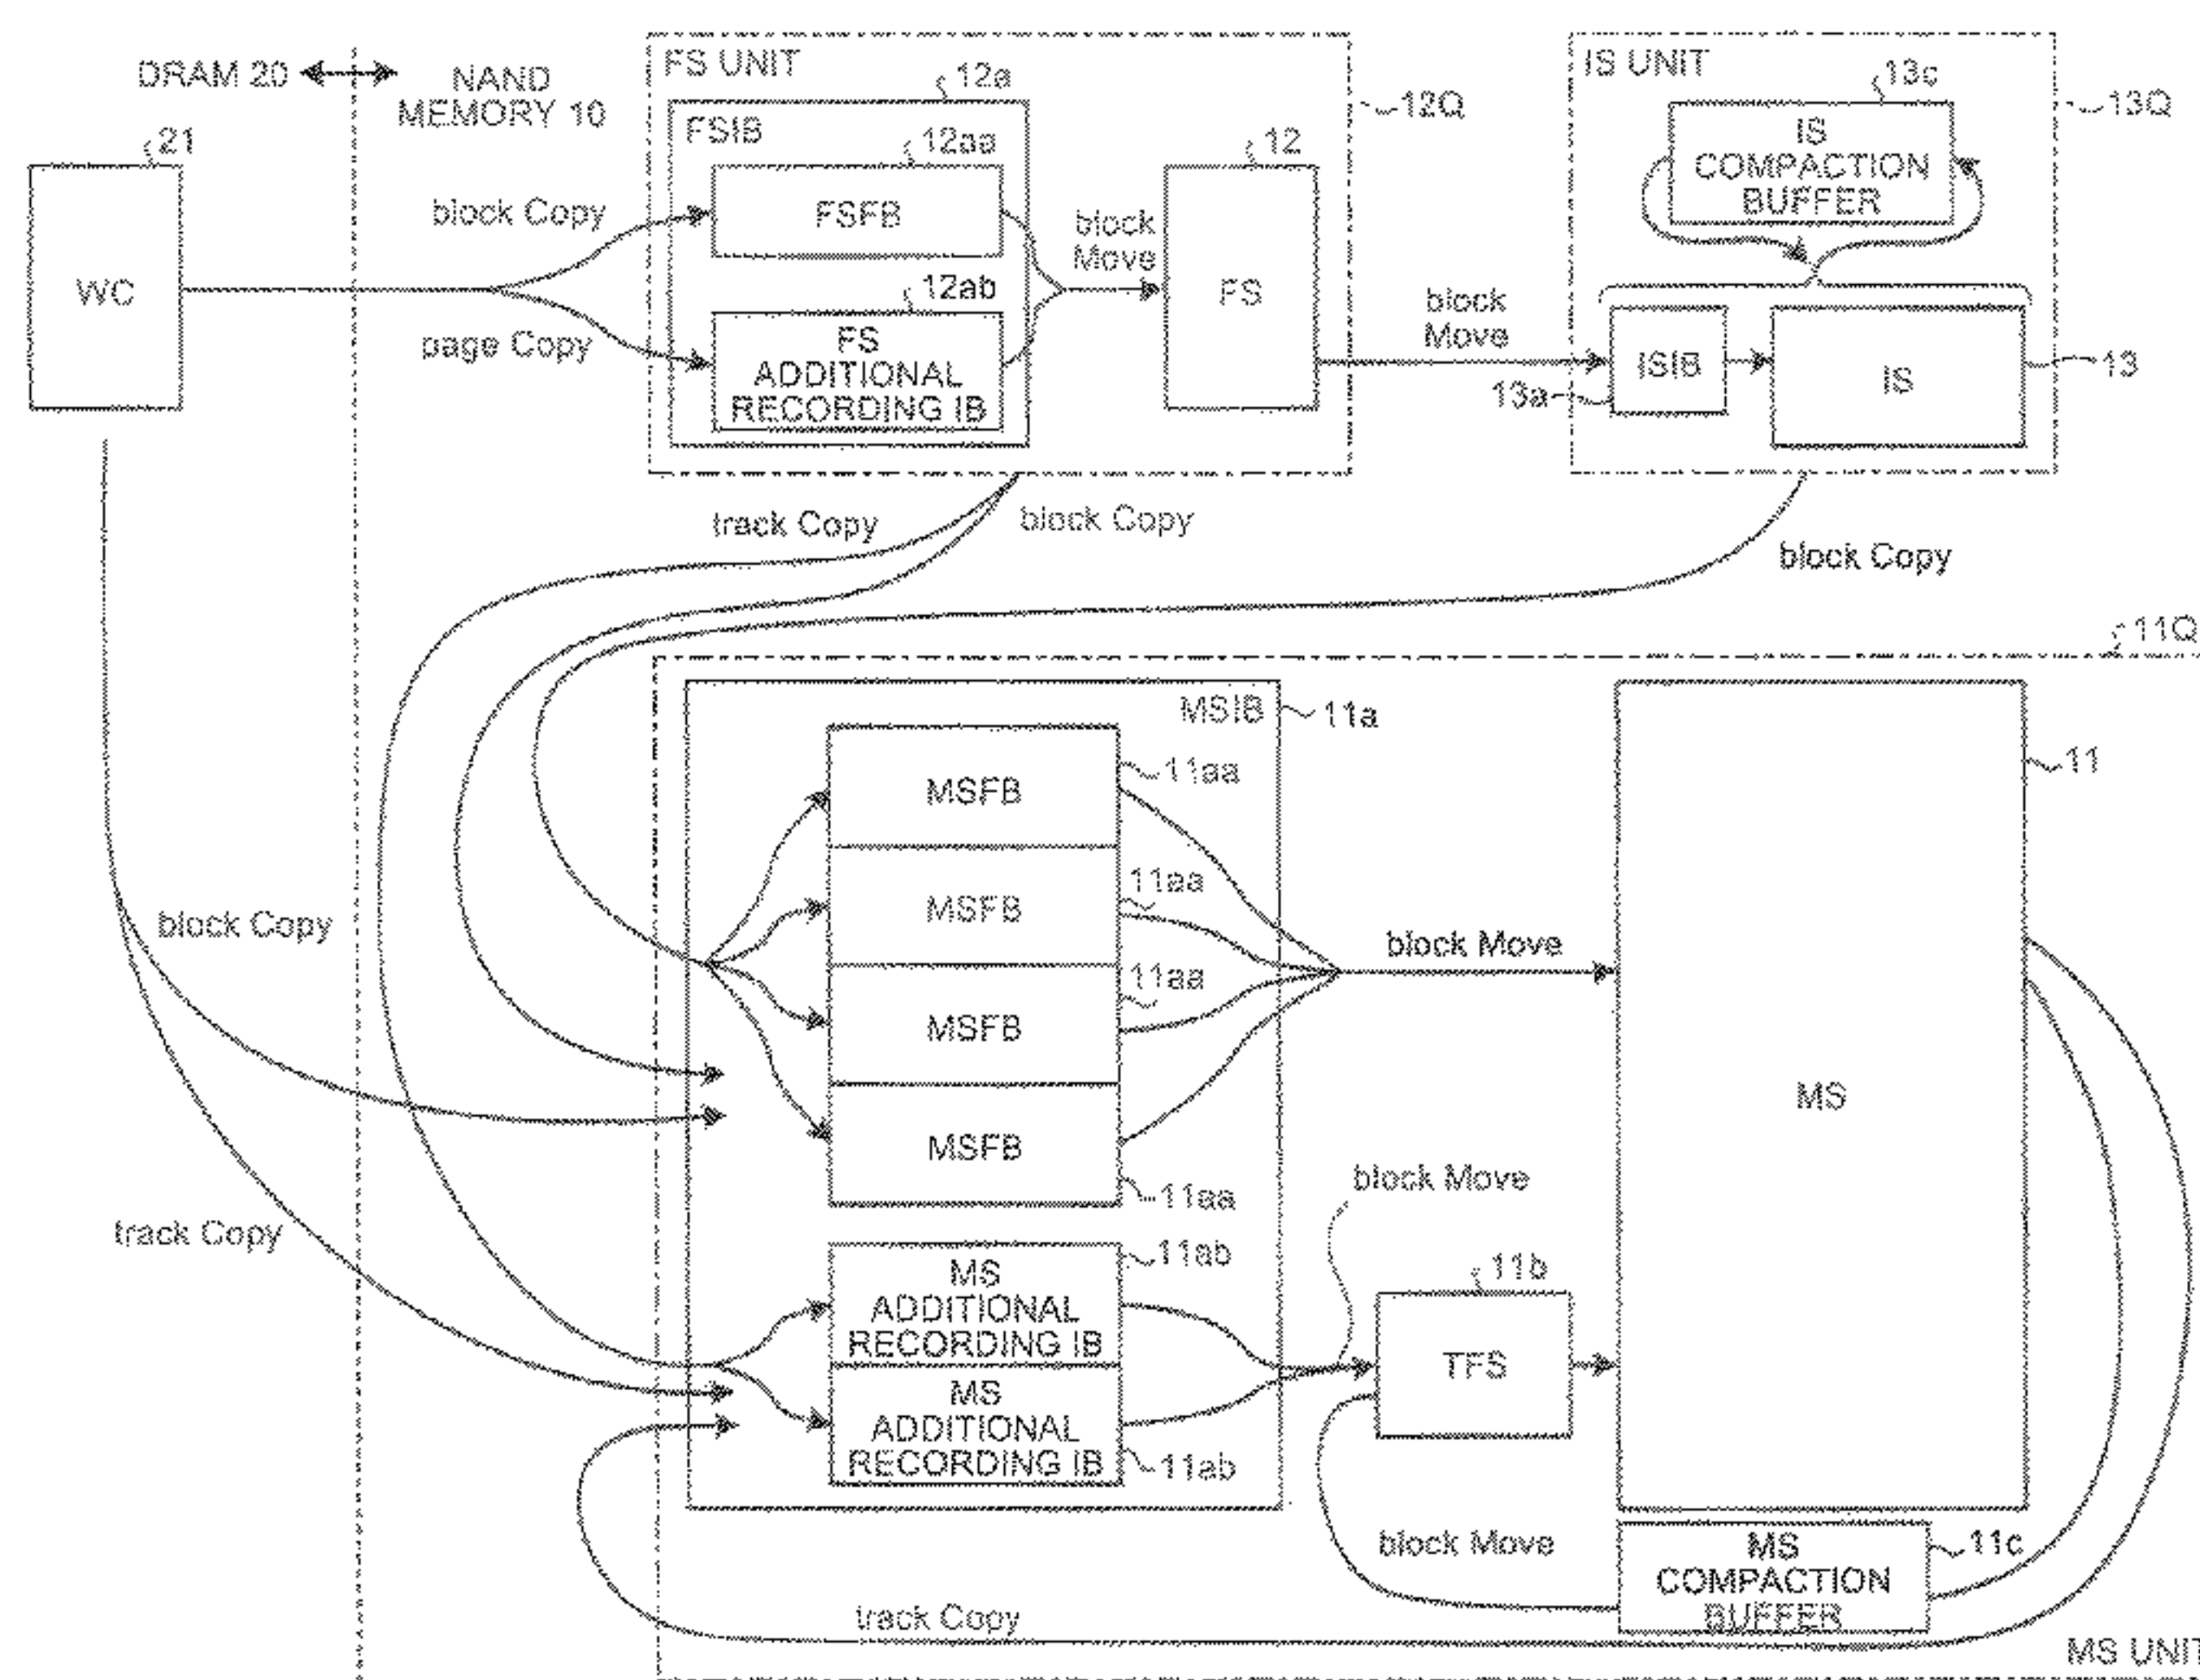 DRAM 20
NAND
MEMORY 10
FS UNIT
12a
12Q
IS UNIT
13c
13Q
21
FSIB
12aa
12
IS
COMPACTION
BUFFER
WC
block Copy
FSFB
block
Move
FS
12ab
page Copy
FS
ADDITIONAL
RECORDING IB
block
Move
13a
ISIB
IS
13
track Copy
block Copy
block Copy
11Q
MSIB
11a
11
MSFB
11aa
MSFB
11aa
block Copy
block Move
MSFB
11aa
MS
MSFB
11aa
block Move
track Copy
MS
ADDITIONAL
RECORDING IB
11ab
11b
TFS
MS
ADDITIONAL
RECORDING IB
11ab
block Move
MS
COMPACTION
BUFFER
11c
track Copy
MS UNIT